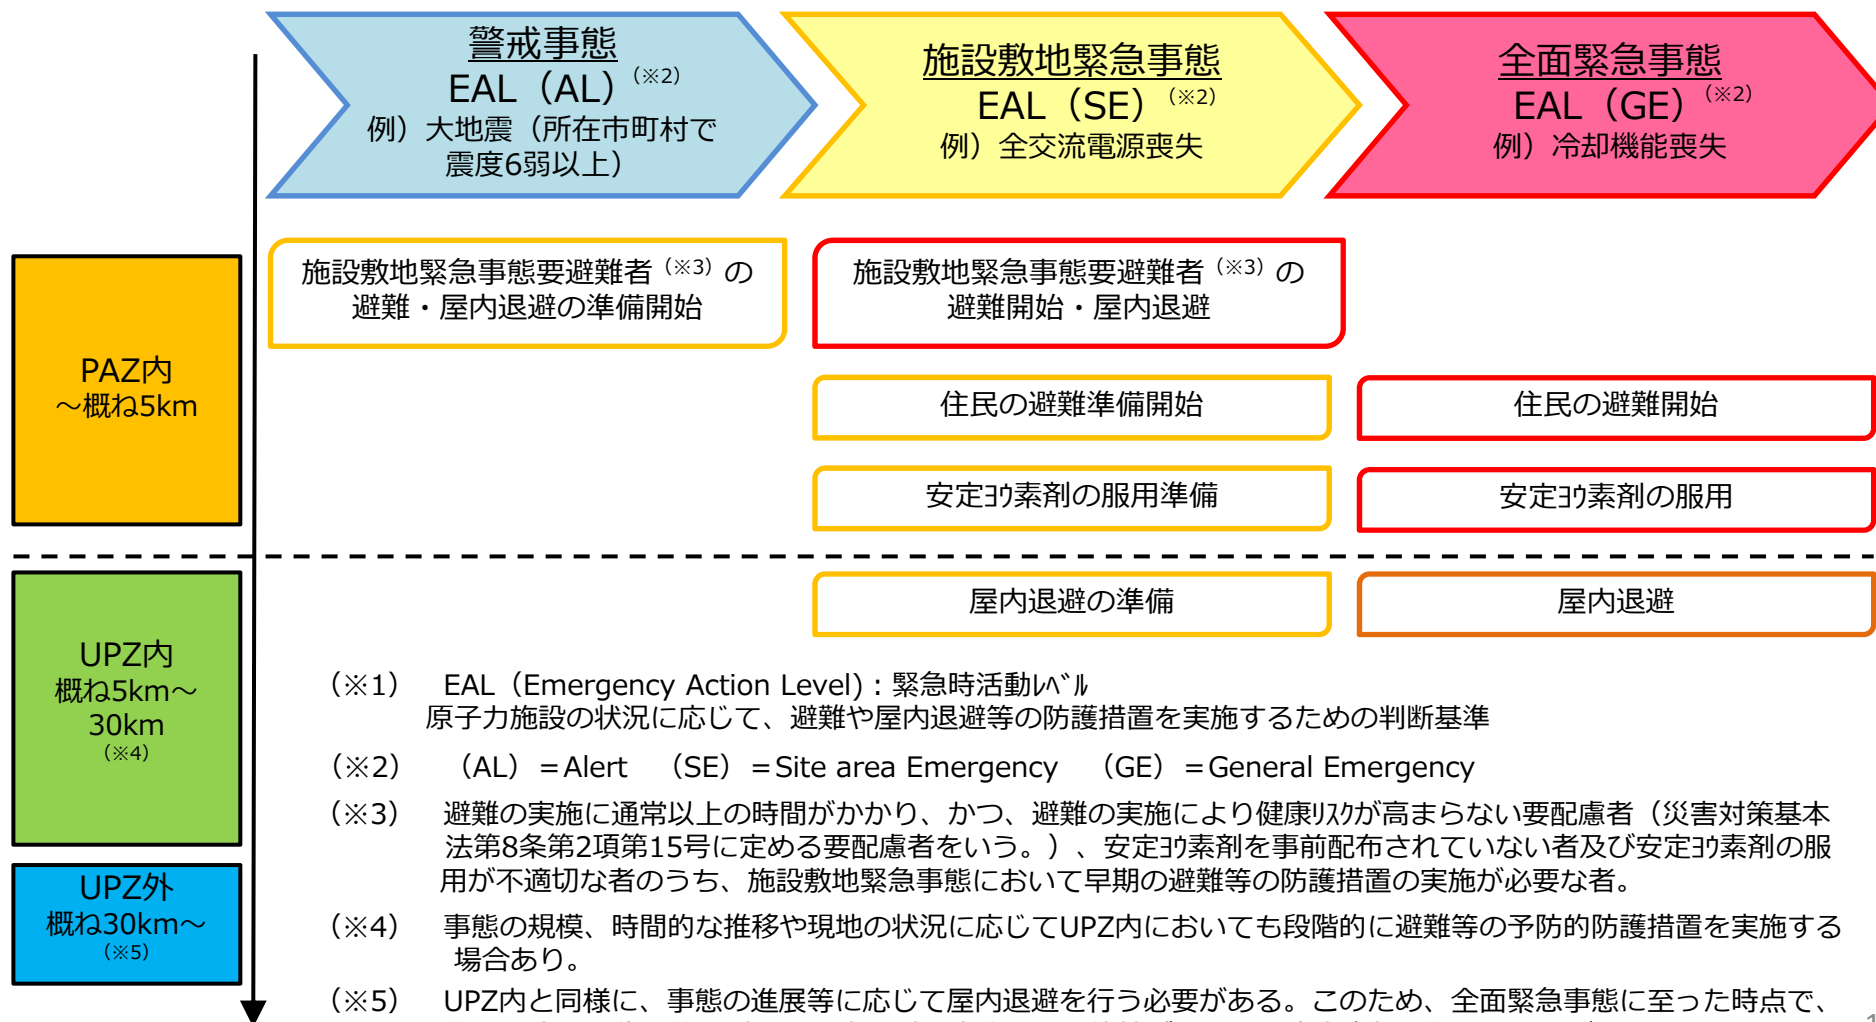 警戒事態
EAL（AL）（※2）
例）大地震（所在市町村で
震度6弱以上）
施設敷地緊急事態
EAL（SE）（※2）
例）全交流電源喪失
全面緊急事態
EAL（GE）（※2）
例）冷却機能喪失
PAZ内
～概ね5km
施設敷地緊急事態要避難者（※3）の
避難・屋内退避の準備開始
施設敷地緊急事態要避難者（※3）の
避難開始・屋内退避
住民の避難準備開始
住民の避難開始
安定ﾖｳ素剤の服用準備
安定ﾖｳ素剤の服用
UPZ内
概ね5km～
30km
（※4）
屋内退避の準備
屋内退避
UPZ外
概ね30km～
（※5）
（※1）　EAL（Emergency Action Level)：緊急時活動ﾚﾍﾞﾙ
原子力施設の状況に応じて、避難や屋内退避等の防護措置を実施するための判断基準
（※2）　（AL）＝Alert　（SE）＝Site area Emergency　（GE）＝General Emergency
（※3）　避難の実施に通常以上の時間がかかり、かつ、避難の実施により健康ﾘｽｸが高まらない要配慮者（災害対策基本
法第8条第2項第15号に定める要配慮者をいう。）、安定ﾖｳ素剤を事前配布されていない者及び安定ﾖｳ素剤の服
用が不適切な者のうち、施設敷地緊急事態において早期の避難等の防護措置の実施が必要な者。
（※4）　事態の規模、時間的な推移や現地の状況に応じてUPZ内においても段階的に避難等の予防的防護措置を実施する
場合あり。
（※5）　UPZ内と同様に、事態の進展等に応じて屋内退避を行う必要がある。このため、全面緊急事態に至った時点で、